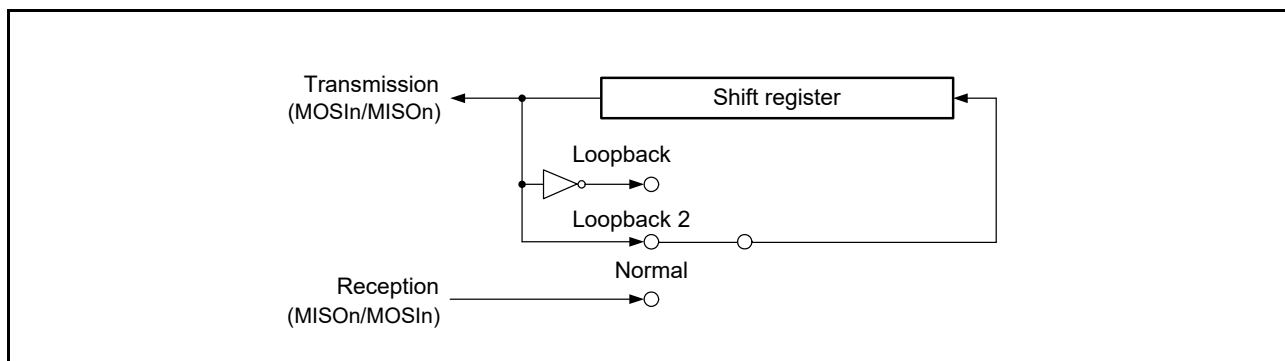 Transmission
(MOSIn/MISOn)
Shift register
Loopback
Loopback 2
Normal
Reception
(MISOn/MOSIn)